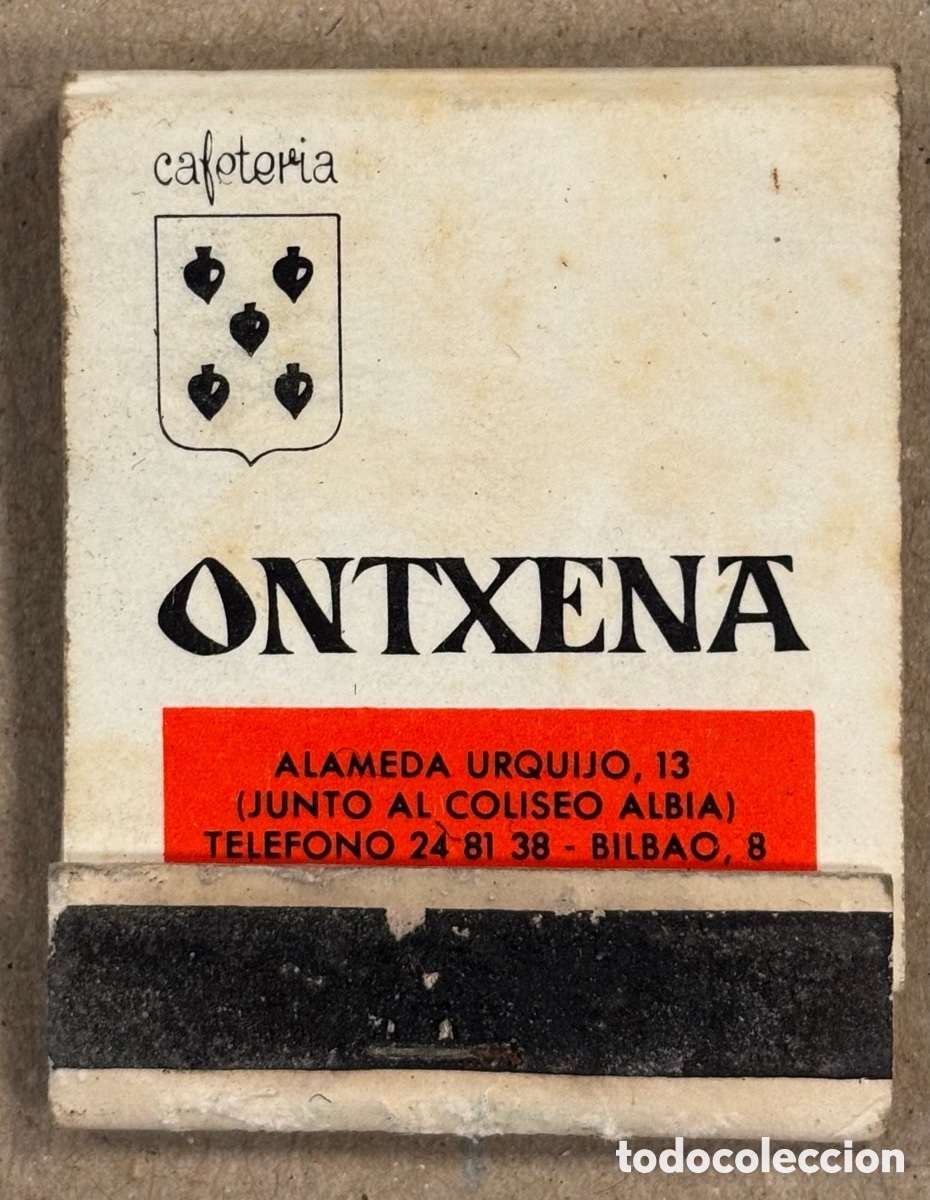 cafeteria
ONTXENA
ALAMEDA URQUIJO, 13
(JUNTO AL COLISEO ALBIA)
TELEFONO 24 81 38 - BILBAO, 8
todocoleccion